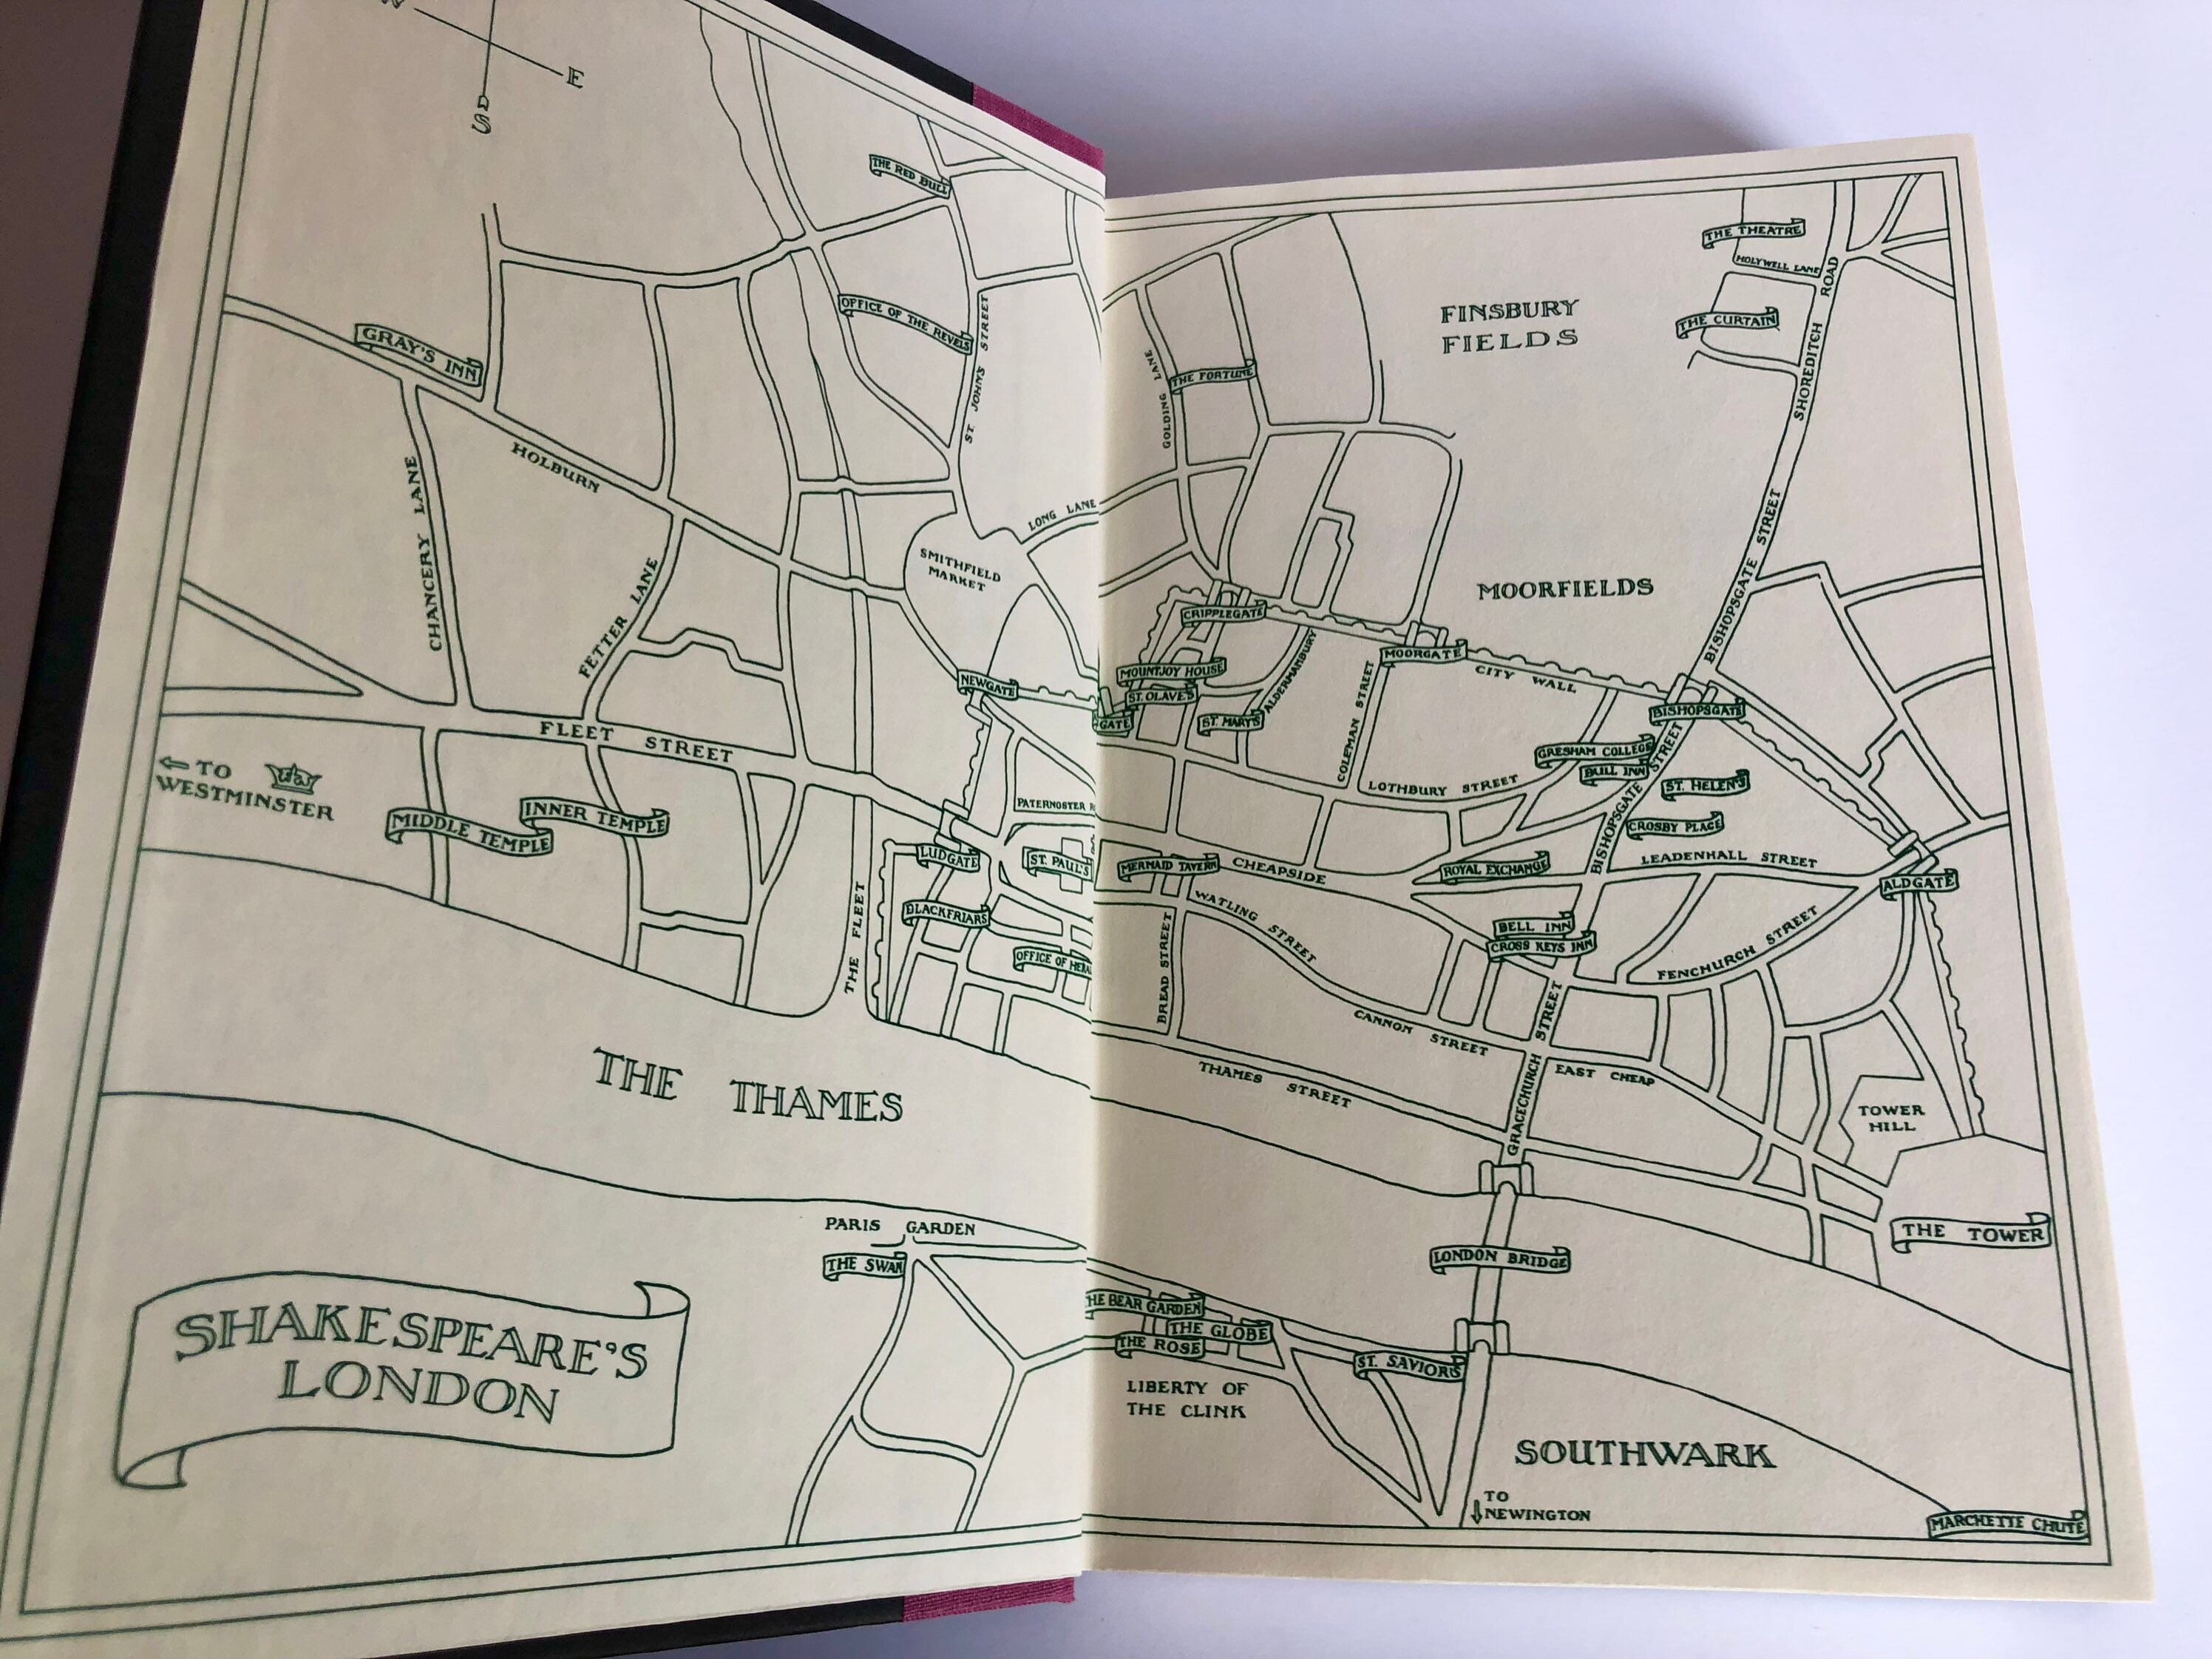 E
S
THE RED BULL
OFFICE OF THE REVELS
ST. JOHN'S STREET
GRAY'S INN
HOLBURN
CHANCERY LANE
FETTER LANE
LONG LANE
SMITHFIELD
MARKET
NEWGATE
FLEET STREET
TO
WESTMINSTER
MIDDLE TEMPLE
INNER TEMPLE
PATERNOSTER
LUDGATE
ST. PAUL'S
BLACKFRIARS
OFFICE OF
THE FLEET
THE THAMES
PARIS GARDEN
THE SWAN
SHAKESPEARE'S
LONDON
THE THEATRE
HOLYWELL LANE
SHOREDITCH ROAD
THE CURTAIN
FINSBURY
FIELDS
GOLDING LANE
THE FORTUNE
BISHOPSGATE STREET
MOORFIELDS
CRIPPLEGATE
MOORGATE
CITY WALL
MOUNTJOY HOUSE
ST. OLAVE'S
GATE
ST. MARY'S
ALDERMANBURY
COLEMAN STREET
LOTHBURY STREET
BISHOPSGATE
GRESHAM COLLEGE
BULL INN
ST. HELEN'S
CROSBY PLACE
BISHOPSGATE STREET
MERMAID TAVERN
CHEAPSIDE
ROYAL EXCHANGE
LEADENHALL STREET
ALDGATE
WATLING STREET
BREAD STREET
BELL INN
CROSS KEYS INN
FENCHURCH STREET
CANNON STREET
GRACECHURCH STREET
EAST CHEAP
THAMES STREET
TOWER
HILL
THE TOWER
LONDON BRIDGE
HE BEAR GARDEN
THE GLOBE
THE ROSE
ST. SAVIORS
LIBERTY OF
THE CLINK
SOUTHWARK
TO
NEWINGTON
MARCHETTE CHUTE